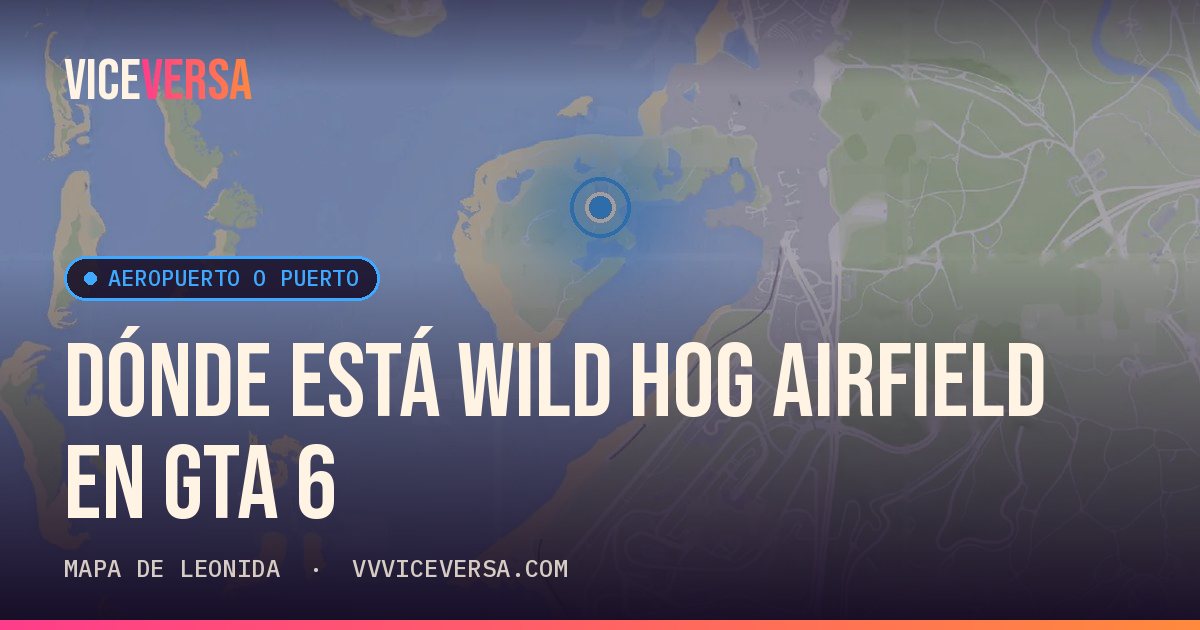 VICEVERSA
AEROPUERTO O PUERTO
DÓNDE ESTÁ WILD HOG AIRFIELD
EN GTA 6
MAPA DE LEONIDA · VVVICEVERSA.COM